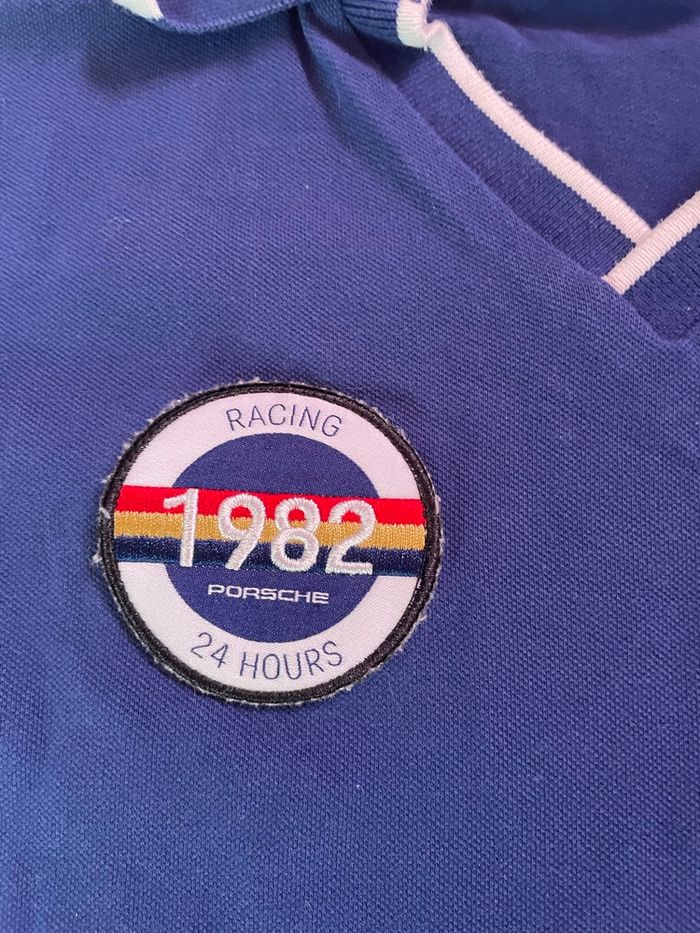 RACING
1982
PORSCHE
24 HOURS